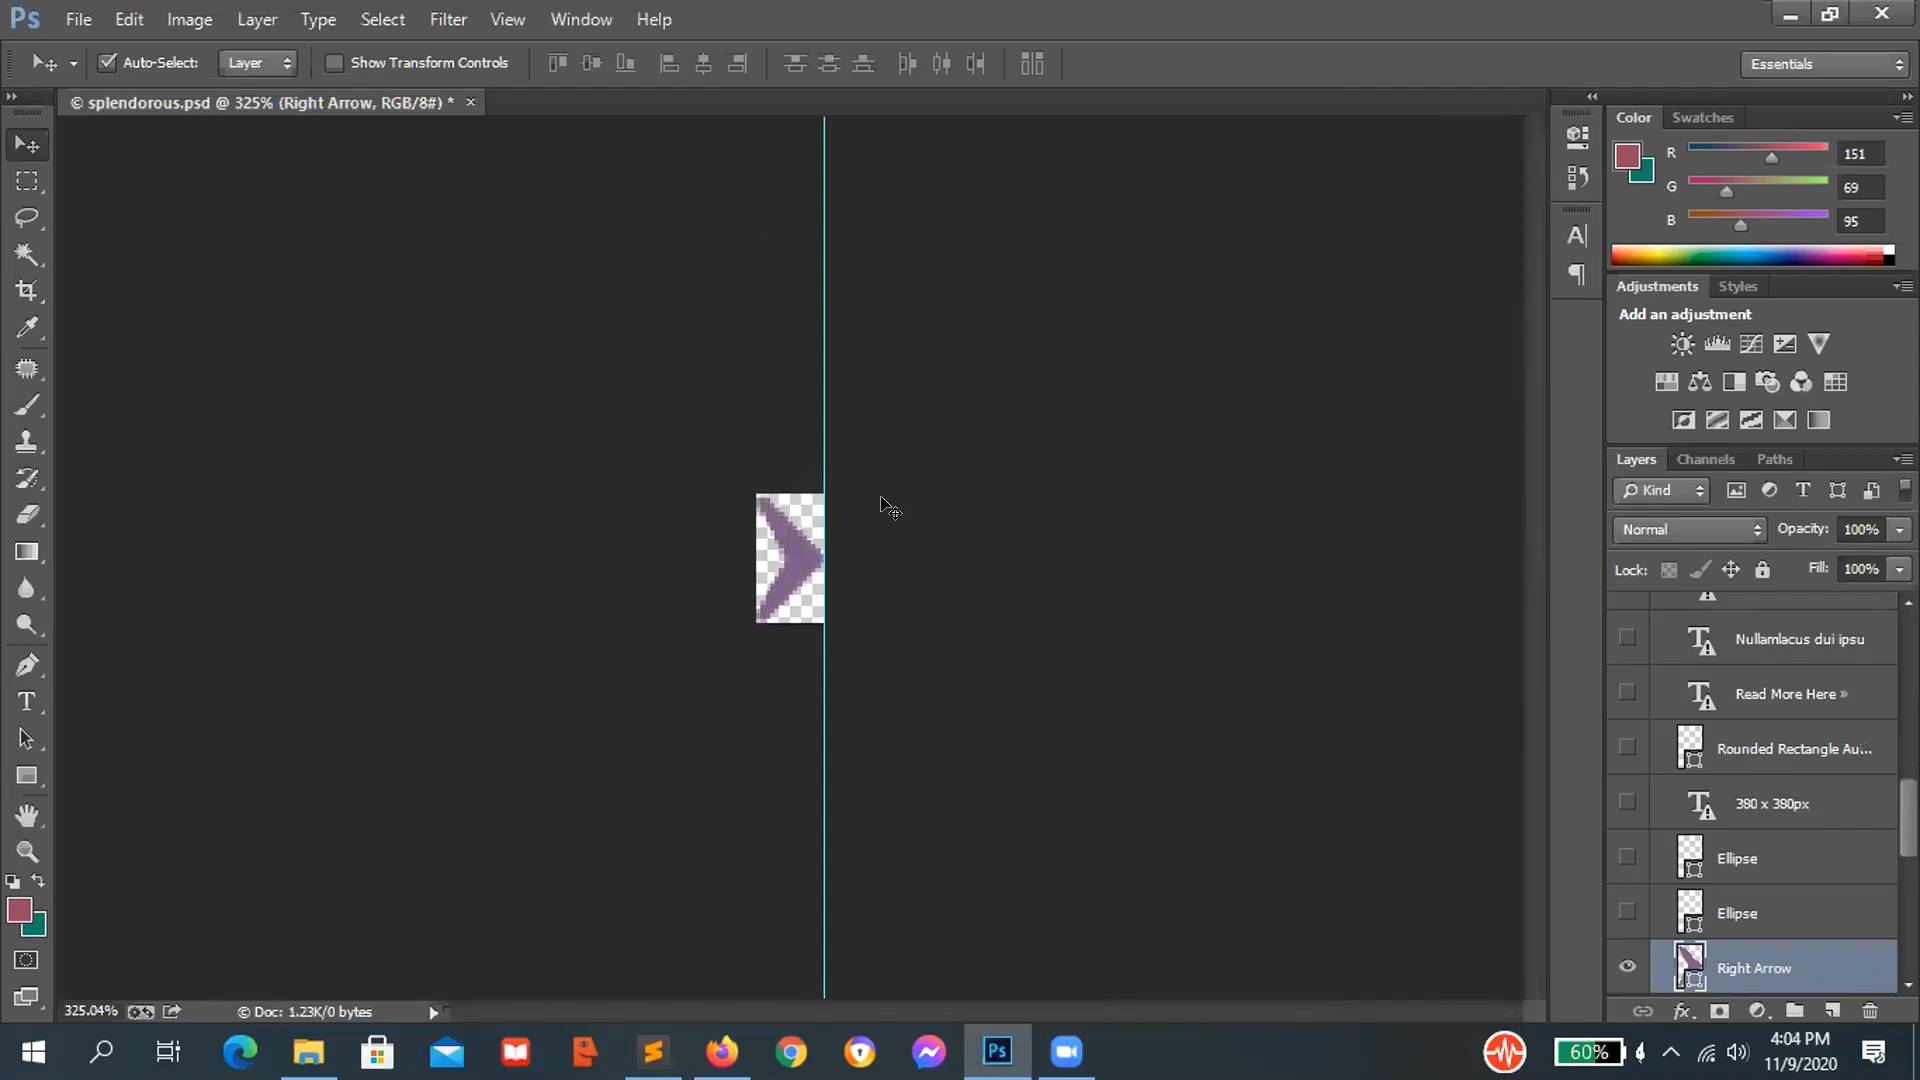 Ps File Edit Image Layer Type Select Filter View Window Help
Auto-Select: Layer Show Transform Controls Essentials
© splendorous.psd @ 325% (Right Arrow, RGB/8#) * ×
Color Swatches
R 151
G 69
B 95
Adjustments Styles
Add an adjustment
Layers Channels Paths
Kind
Normal Opacity: 100%
Lock: Fill: 100%
Nullamlacus dui ipsu
Read More Here »
Rounded Rectangle Au...
380 x 380px
Ellipse
Ellipse
Right Arrow
325.04% © Doc: 1.23K/0 bytes
fx
Ps 60% 4:04 PM
11/9/2020